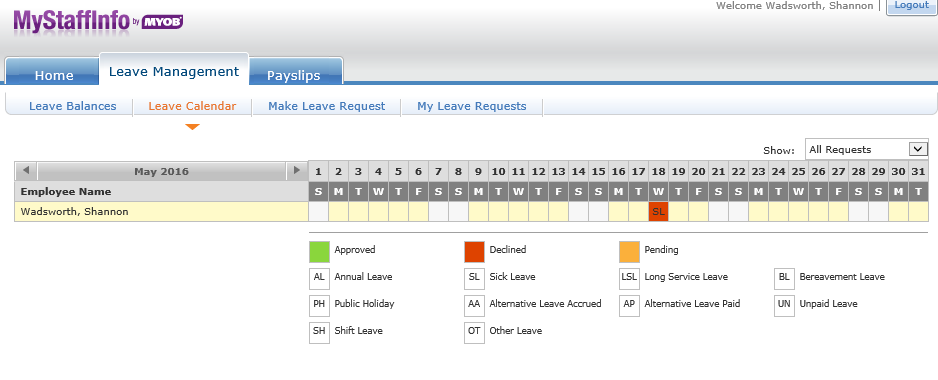 Welcome Wadsworth, Shannon | Logout
MyStaffInfo by MYOB
Home Leave Management Payslips
Leave Balances Leave Calendar Make Leave Request My Leave Requests
Show: All Requests
May 2016 1 2 3 4 5 6 7 8 9 10 11 12 13 14 15 16 17 18 19 20 21 22 23 24 25 26 27 28 29 30 31
Employee Name S M T W T F S S M T W T F S S M T W T F S S M T W T F S S M T
Wadsworth, Shannon SL
Approved Declined Pending
AL Annual Leave SL Sick Leave LSL Long Service Leave BL Bereavement Leave
PH Public Holiday AA Alternative Leave Accrued AP Alternative Leave Paid UN Unpaid Leave
SH Shift Leave OT Other Leave